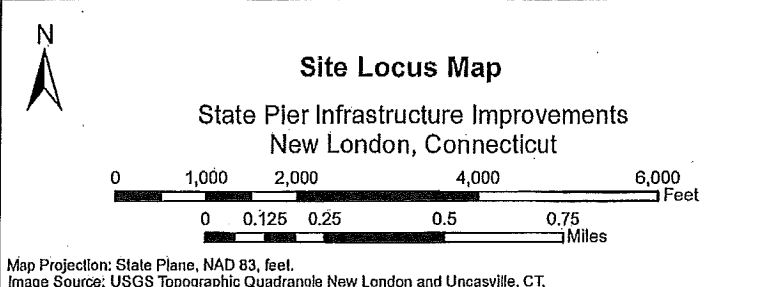 N
Site Locus Map
State Pier Infrastructure Improvements
New London, Connecticut
0 1,000 2,000 4,000 6,000
Feet
0 0.125 0.25 0.5 0.75
Miles
Map Projection: State Plane, NAD 83, feet.
Image Source: USGS Topographic Quadrangle New London and Uncasville, CT.